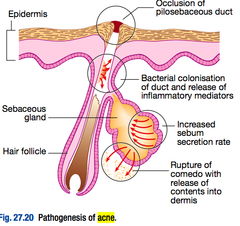 Occlusion of
pilosebaceous duct
Epidermis
Bacterial colonisation
of duct and release of
inflammatory mediators
Sebaceous
gland
Increased
sebum
secretion rate
Hair follicle
Rupture of
comedo with
release of
contents into
dermis
Fig. 27.20 Pathogenesis of acne.